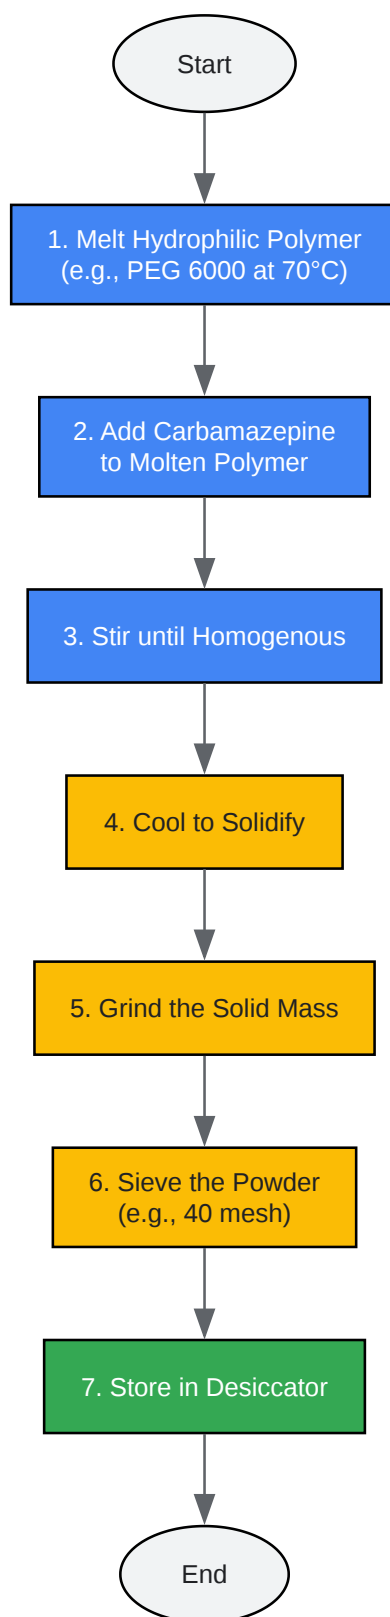 Start
1. Melt Hydrophilic Polymer
(e.g., PEG 6000 at 70°C)
2. Add Carbamazepine
to Molten Polymer
3. Stir until Homogenous
4. Cool to Solidify
5. Grind the Solid Mass
6. Sieve the Powder
(e.g., 40 mesh)
7. Store in Desiccator
End